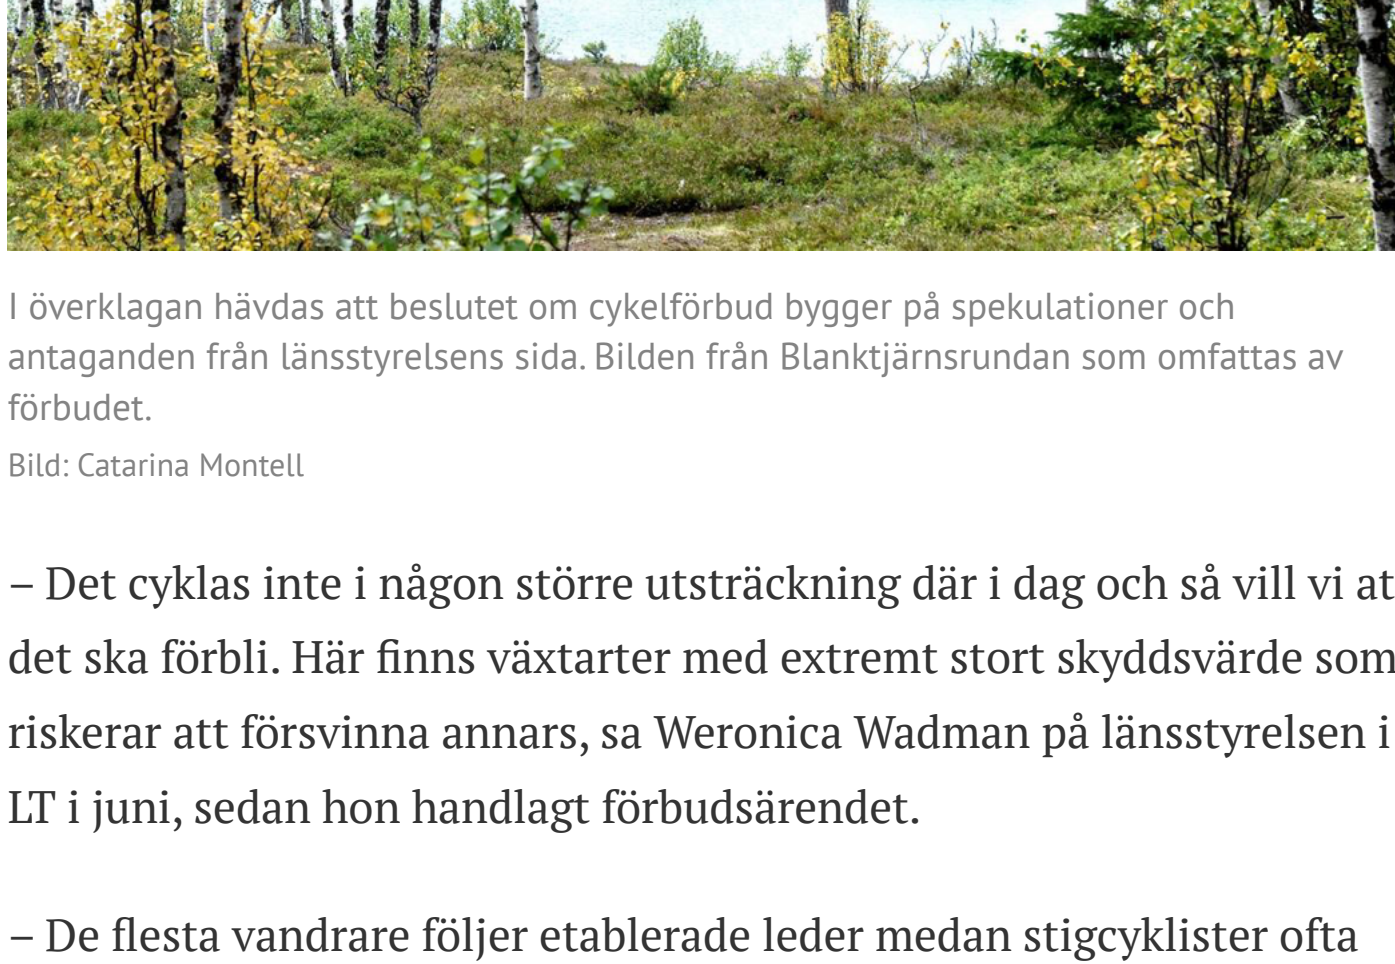 I överklagan hävdas att beslutet om cykelförbud bygger på spekulationer och
antaganden från länsstyrelsens sida. Bilden från Blanktjärnsrundan som omfattas av
förbudet.
Bild: Catarina Montell
– Det cyklas inte i någon större utsträckning där i dag och så vill vi at
det ska förbli. Här finns växtarter med extremt stort skyddsvärde som
riskerar att försvinna annars, sa Weronica Wadman på länsstyrelsen i
LT i juni, sedan hon handlagt förbudsärendet.
– De flesta vandrare följer etablerade leder medan stigcyklister ofta